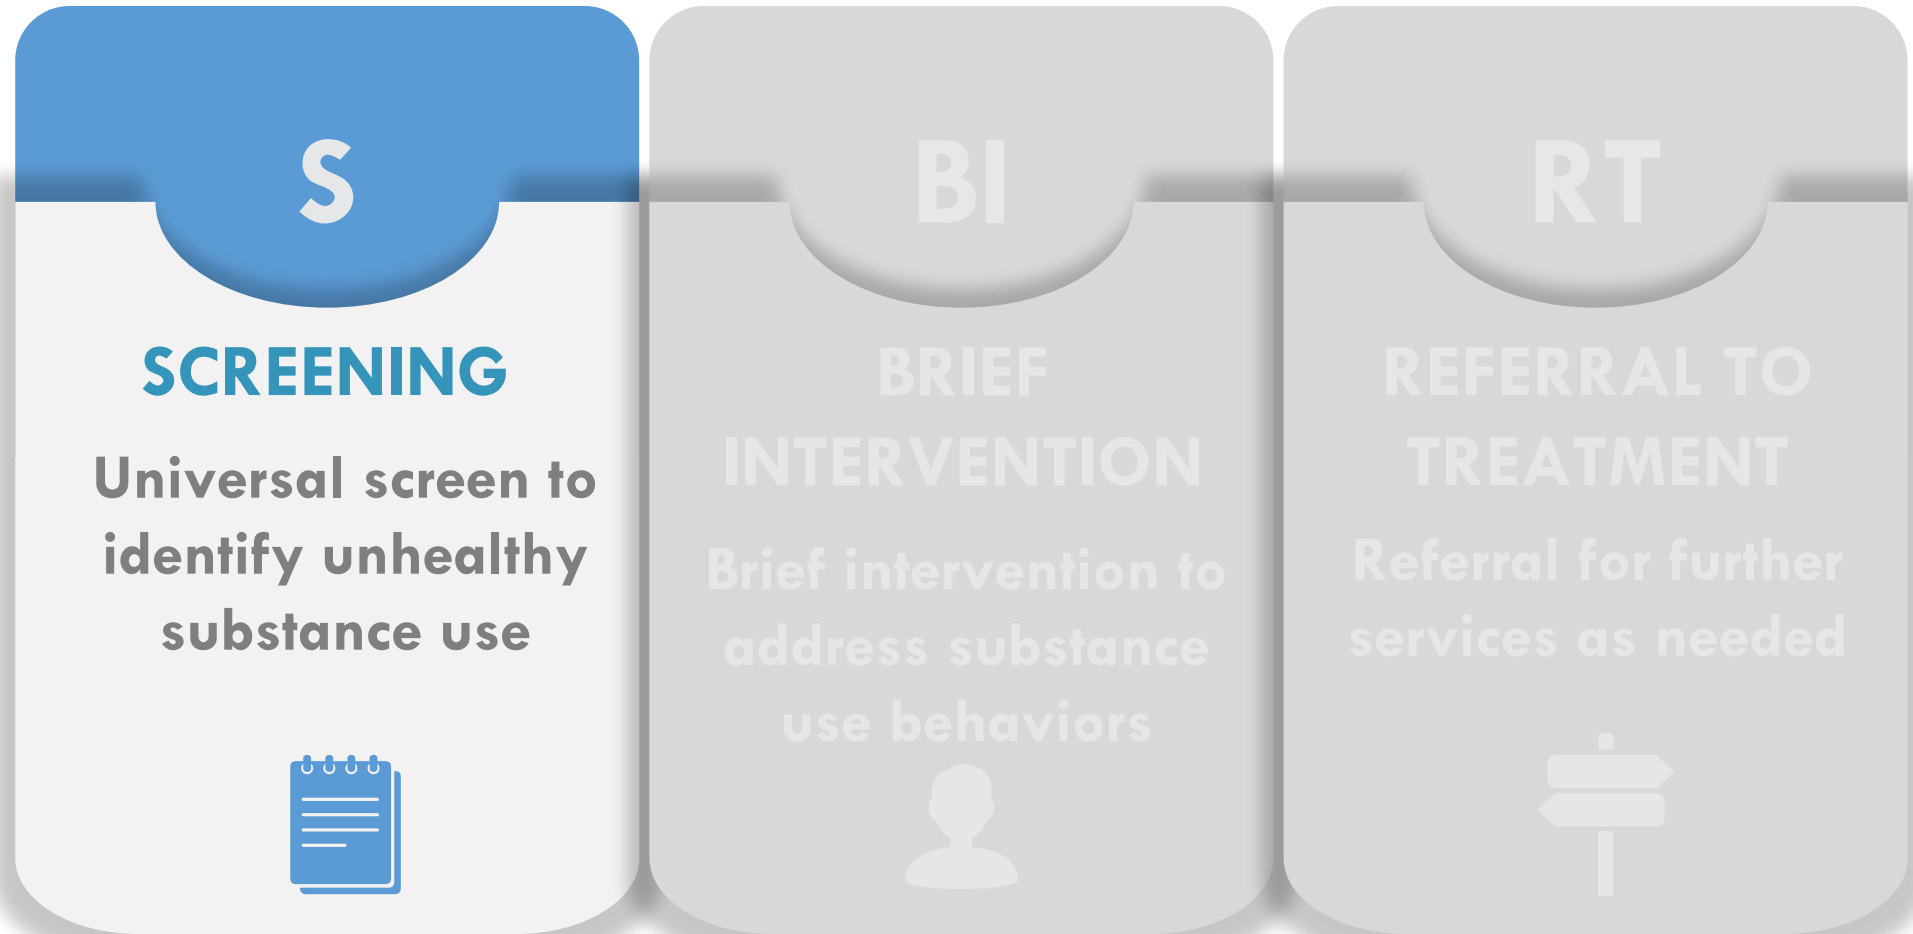 S
SCREENING
Universal screen to
identify unhealthy
substance use
BI
BRIEF
INTERVENTION
Brief intervention to
address substance
use behaviors
RT
REFERRAL TO
TREATMENT
Referral for further
services as needed